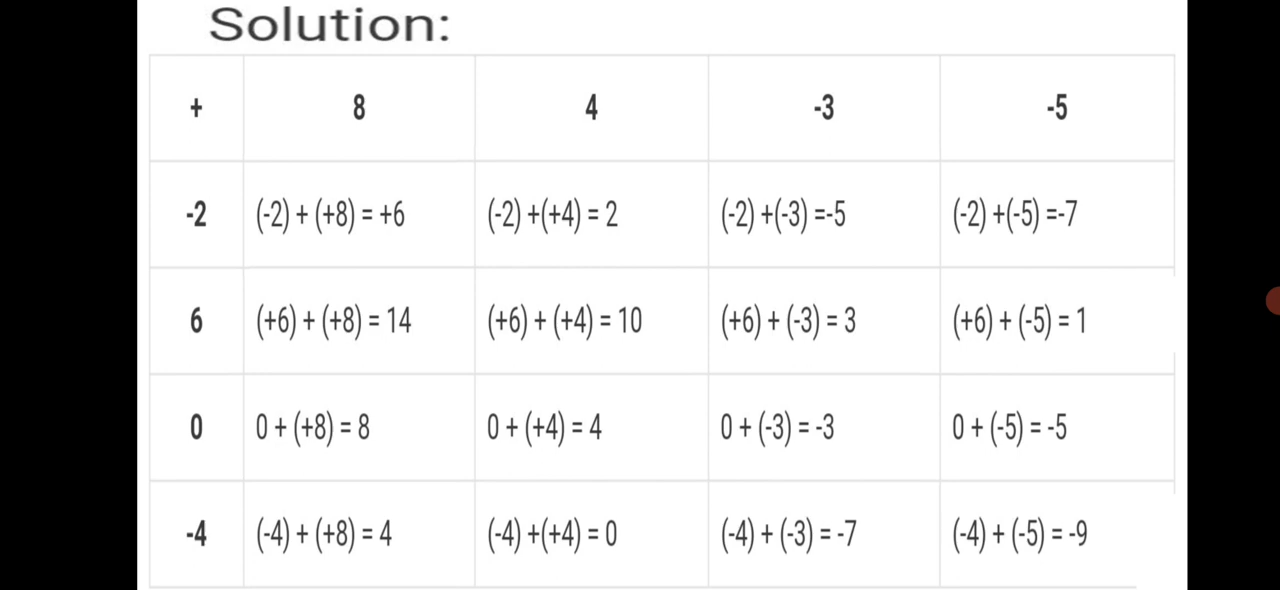 Solution:
+ 8 4 -3 -5
-2 (-2) + (+8) = +6 (-2) +(+4) = 2 (-2) +(-3) =-5 (-2) +(-5) =-7
6 (+6) + (+8) = 14 (+6) + (+4) = 10 (+6) + (-3) = 3 (+6) + (-5) = 1
0 0 + (+8) = 8 0 + (+4) = 4 0 + (-3) = -3 0 + (-5) = -5
-4 (-4) + (+8) = 4 (-4) +(+4) = 0 (-4) + (-3) = -7 (-4) + (-5) = -9